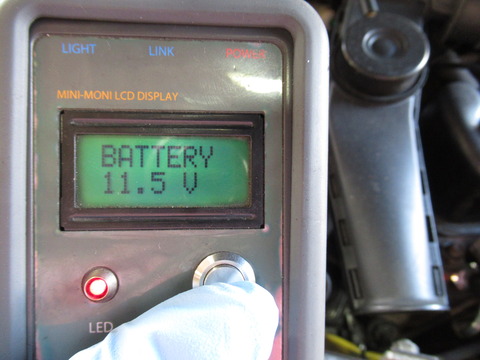 LIGHT LINK POWER
MINI-MONI LCD DISPLAY
BATTERY
11.5 V
LED